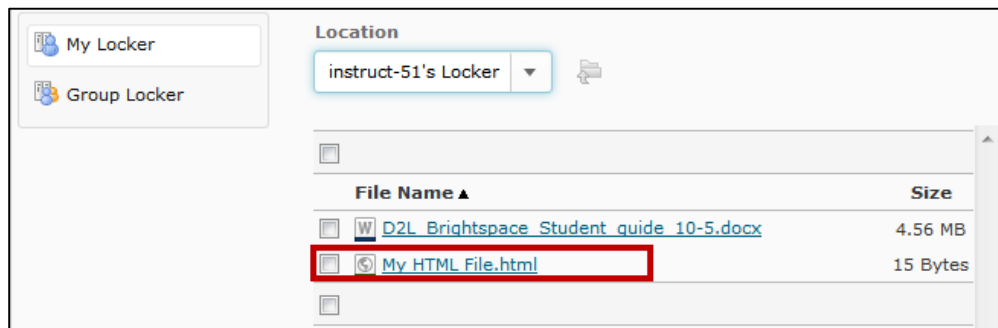 My Locker
Group Locker
Location
instruct-51's Locker
File Name
Size
D2L_Brightspace_Student_guide_10-5.docx
4.56 MB
My HTML File.html
15 Bytes